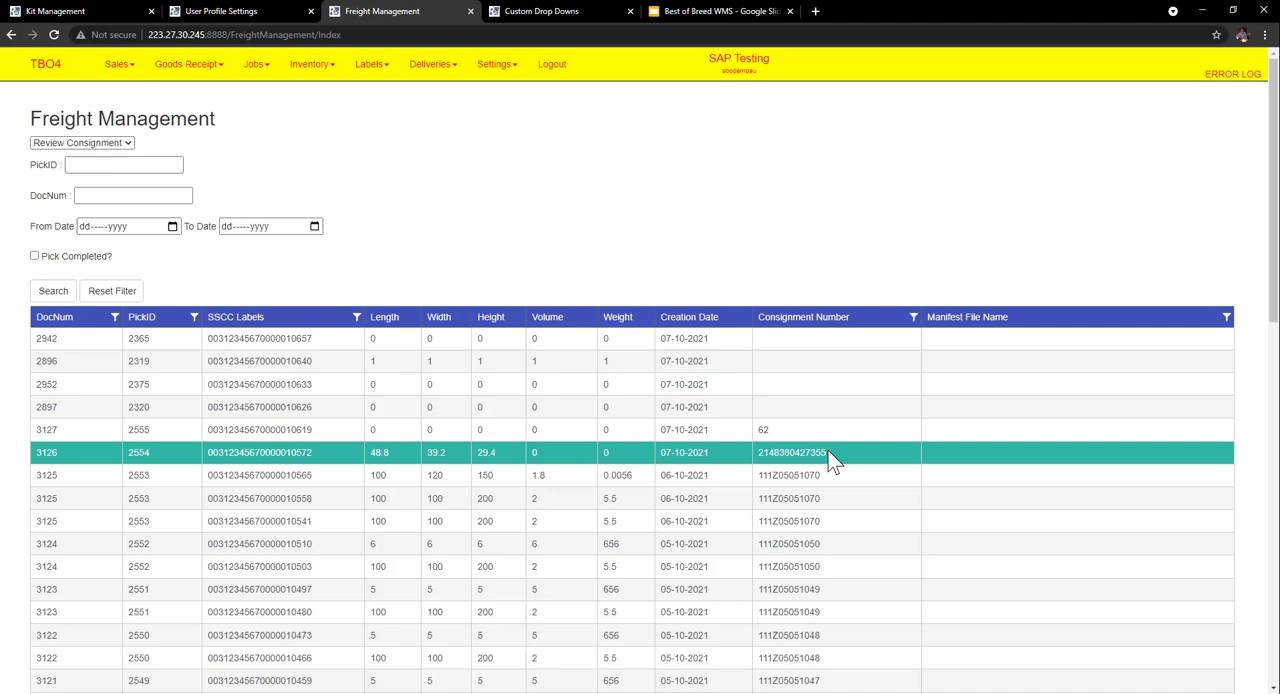 Kit Management
User Profile Settings
Freight Management
Custom Drop Downs
Best of Breed WMS - Google Slid
Not secure | 223.27.30.245:8888/FreightManagement/Index
TBO4 Sales Goods Receipt Jobs Inventory Labels Deliveries Settings Logout
SAP Testing
abodemoau
ERROR LOG
Freight Management
Review Consignment
PickID :
DocNum :
From Date dd-----yyyy To Date dd-----yyyy
Pick Completed?
Search Reset Filter
DocNum PickID SSCC Labels Length Width Height Volume Weight Creation Date Consignment Number Manifest File Name
2942 2365 00312345670000010657 0 0 0 0 0 07-10-2021
2896 2319 00312345670000010640 1 1 1 1 1 07-10-2021
2952 2375 00312345670000010633 0 0 0 0 0 07-10-2021
2897 2320 00312345670000010626 0 0 0 0 0 07-10-2021
3127 2555 00312345670000010619 0 0 0 0 0 07-10-2021 62
3126 2554 00312345670000010572 48.8 39.2 29.4 0 0 07-10-2021 2148380427355
3125 2553 00312345670000010565 100 120 150 1.8 0.0056 06-10-2021 111Z05051070
3125 2553 00312345670000010558 100 100 200 2 5.5 06-10-2021 111Z05051070
3125 2553 00312345670000010541 100 100 200 2 5.5 06-10-2021 111Z05051070
3124 2552 00312345670000010510 6 6 6 6 656 05-10-2021 111Z05051050
3124 2552 00312345670000010503 100 100 200 2 5.5 05-10-2021 111Z05051050
3123 2551 00312345670000010497 5 5 5 5 656 05-10-2021 111Z05051049
3123 2551 00312345670000010480 100 100 200 2 5.5 05-10-2021 111Z05051049
3122 2550 00312345670000010473 5 5 5 5 656 05-10-2021 111Z05051048
3122 2550 00312345670000010466 100 100 200 2 5.5 05-10-2021 111Z05051048
3121 2549 00312345670000010459 5 5 5 5 656 05-10-2021 111Z05051047